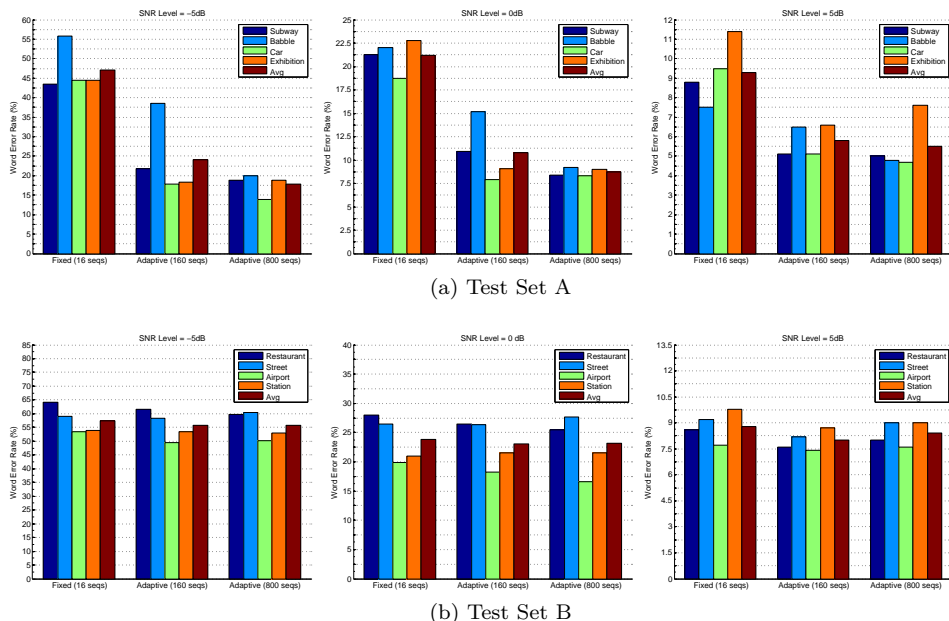 SNR Level = −5dB
Word Error Rate (%)
60
55
50
45
40
35
30
25
20
15
10
5
0
Subway
Babble
Car
Exhibition
Avg
Fixed (16 seqs)
Adaptive (160 seqs)
Adaptive (800 seqs)
SNR Level = 0dB
Word Error Rate (%)
25
22.5
20
17.5
15
12.5
10
7.5
5
2.5
0
Subway
Babble
Car
Exhibition
Avg
Fixed (16 seqs)
Adaptive (160 seqs)
Adaptive (800 seqs)
SNR Level = 5dB
Word Error Rate (%)
12
11
10
9
8
7
6
5
4
3
2
1
0
Subway
Babble
Car
Exhibition
Avg
Fixed (16 seqs)
Adaptive (160 seqs)
Adaptive (800 seqs)
(a) Test Set A
SNR Level = −5dB
Word Error Rate (%)
85
80
75
70
65
60
55
50
45
40
35
30
25
20
15
10
5
0
Restaurant
Street
Airport
Station
Avg
Fixed (16 seqs)
Adaptive (160 seqs)
Adaptive (800 seqs)
SNR Level = 0 dB
Word Error Rate (%)
40
35
30
25
20
15
10
5
0
Restaurant
Street
Airport
Station
Avg
Fixed (16 seqs)
Adaptive (160 seqs)
Adaptive (800 seqs)
SNR Level = 5dB
Word Error Rate (%)
13.5
12
10.5
9
7.5
6
4.5
3
1.5
0
Restaurant
Street
Airport
Station
Avg
Fixed (16 seqs)
Adaptive (160 seqs)
Adaptive (800 seqs)
(b) Test Set B